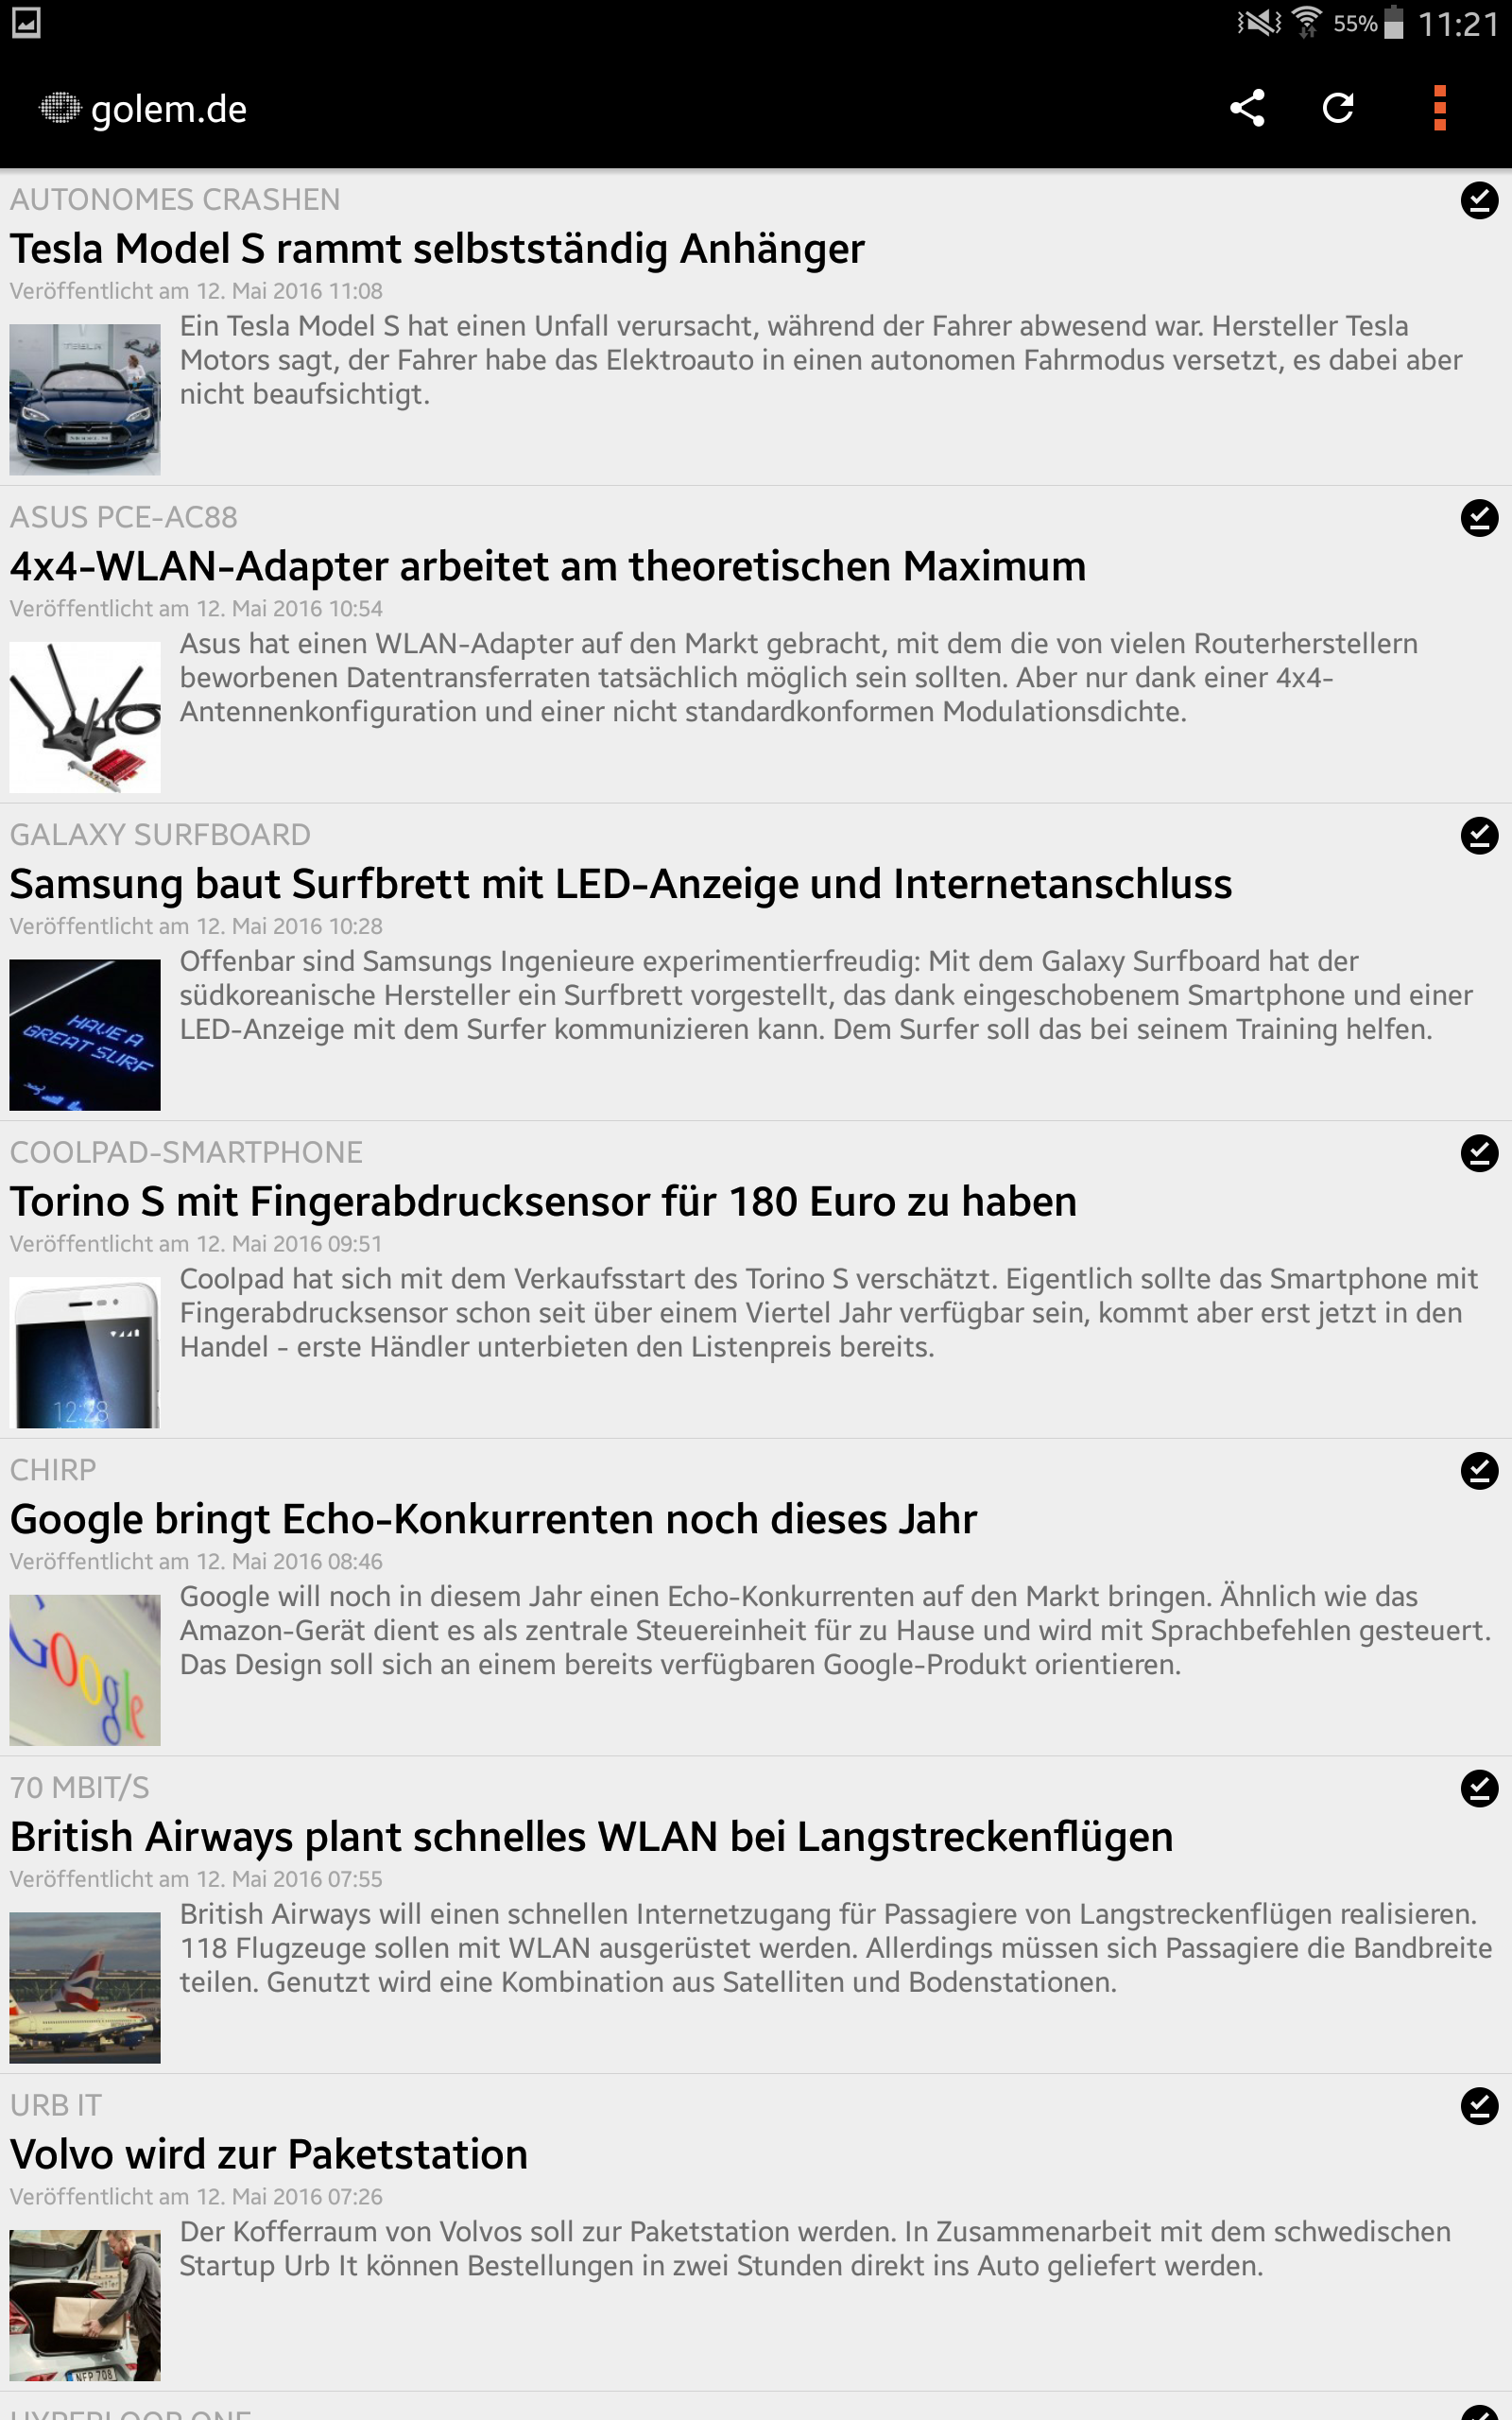 55% 11:21
golem.de
AUTONOMES CRASHEN
Tesla Model S rammt selbstständig Anhänger
Veröffentlicht am 12. Mai 2016 11:08
Ein Tesla Model S hat einen Unfall verursacht, während der Fahrer abwesend war. Hersteller Tesla
Motors sagt, der Fahrer habe das Elektroauto in einen autonomen Fahrmodus versetzt, es dabei aber
nicht beaufsichtigt.
ASUS PCE-AC88
4x4-WLAN-Adapter arbeitet am theoretischen Maximum
Veröffentlicht am 12. Mai 2016 10:54
Asus hat einen WLAN-Adapter auf den Markt gebracht, mit dem die von vielen Routerherstellern
beworbenen Datentransferraten tatsächlich möglich sein sollten. Aber nur dank einer 4x4-
Antennenkonfiguration und einer nicht standardkonformen Modulationsdichte.
GALAXY SURFBOARD
Samsung baut Surfbrett mit LED-Anzeige und Internetanschluss
Veröffentlicht am 12. Mai 2016 10:28
HAVE A
GREAT SURF
Offenbar sind Samsungs Ingenieure experimentierfreudig: Mit dem Galaxy Surfboard hat der
südkoreanische Hersteller ein Surfbrett vorgestellt, das dank eingeschobenem Smartphone und einer
LED-Anzeige mit dem Surfer kommunizieren kann. Dem Surfer soll das bei seinem Training helfen.
COOLPAD-SMARTPHONE
Torino S mit Fingerabdrucksensor für 180 Euro zu haben
Veröffentlicht am 12. Mai 2016 09:51
12:28
Coolpad hat sich mit dem Verkaufsstart des Torino S verschätzt. Eigentlich sollte das Smartphone mit
Fingerabdrucksensor schon seit über einem Viertel Jahr verfügbar sein, kommt aber erst jetzt in den
Handel - erste Händler unterbieten den Listenpreis bereits.
CHIRP
Google bringt Echo-Konkurrenten noch dieses Jahr
Veröffentlicht am 12. Mai 2016 08:46
Google
Google will noch in diesem Jahr einen Echo-Konkurrenten auf den Markt bringen. Ähnlich wie das
Amazon-Gerät dient es als zentrale Steuereinheit für zu Hause und wird mit Sprachbefehlen gesteuert.
Das Design soll sich an einem bereits verfügbaren Google-Produkt orientieren.
70 MBIT/S
British Airways plant schnelles WLAN bei Langstreckenflügen
Veröffentlicht am 12. Mai 2016 07:55
British Airways will einen schnellen Internetzugang für Passagiere von Langstreckenflügen realisieren.
118 Flugzeuge sollen mit WLAN ausgerüstet werden. Allerdings müssen sich Passagiere die Bandbreite
teilen. Genutzt wird eine Kombination aus Satelliten und Bodenstationen.
URB IT
Volvo wird zur Paketstation
Veröffentlicht am 12. Mai 2016 07:26
NFP 708
Der Kofferraum von Volvos soll zur Paketstation werden. In Zusammenarbeit mit dem schwedischen
Startup Urb It können Bestellungen in zwei Stunden direkt ins Auto geliefert werden.
HYPERLOOP ONE